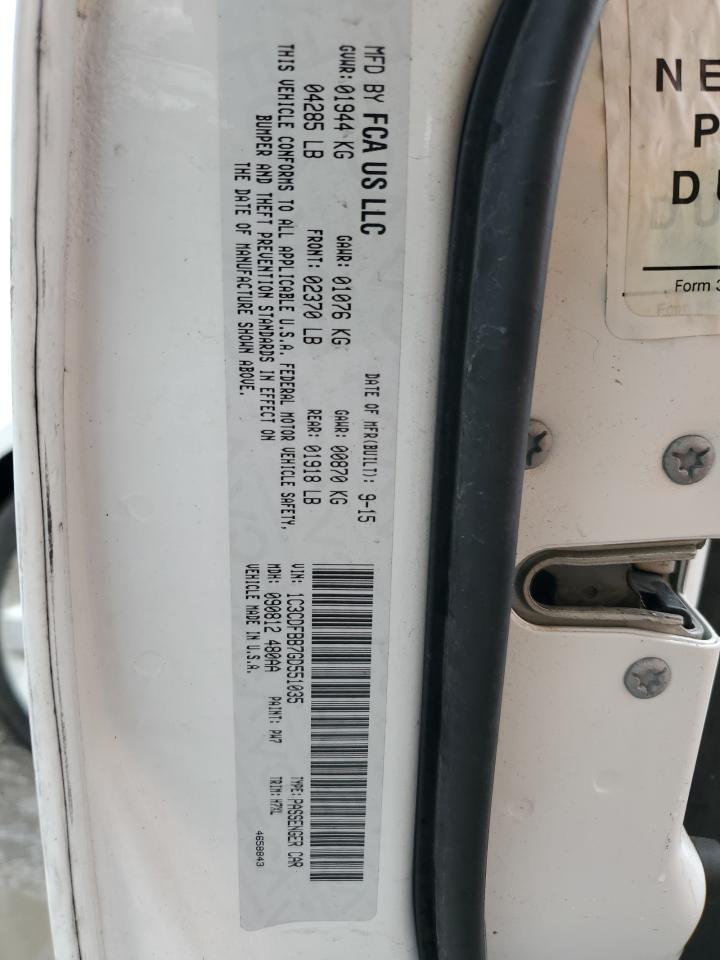 MFD BY FCA US LLC
DATE OF MFR(BUILT): 9-15
GVWR: 01944 KG GAWR: 01076 KG GAWR: 00870 KG
04285 LB FRONT: 02370 LB REAR: 01918 LB
THIS VEHICLE CONFORMS TO ALL APPLICABLE U.S.A. FEDERAL MOTOR VEHICLE SAFETY,
BUMPER AND THEFT PREVENTION STANDARDS IN EFFECT ON
THE DATE OF MANUFACTURE SHOWN ABOVE.
VIN: 1C3CDFBB7GD551035 TYPE: PASSENGER CAR
MDH: 090812 480AA PAINT: PW7 TRIM: H7XL
VEHICLE MADE IN U.S.A.
4658843
NE
P
DU
Form 3